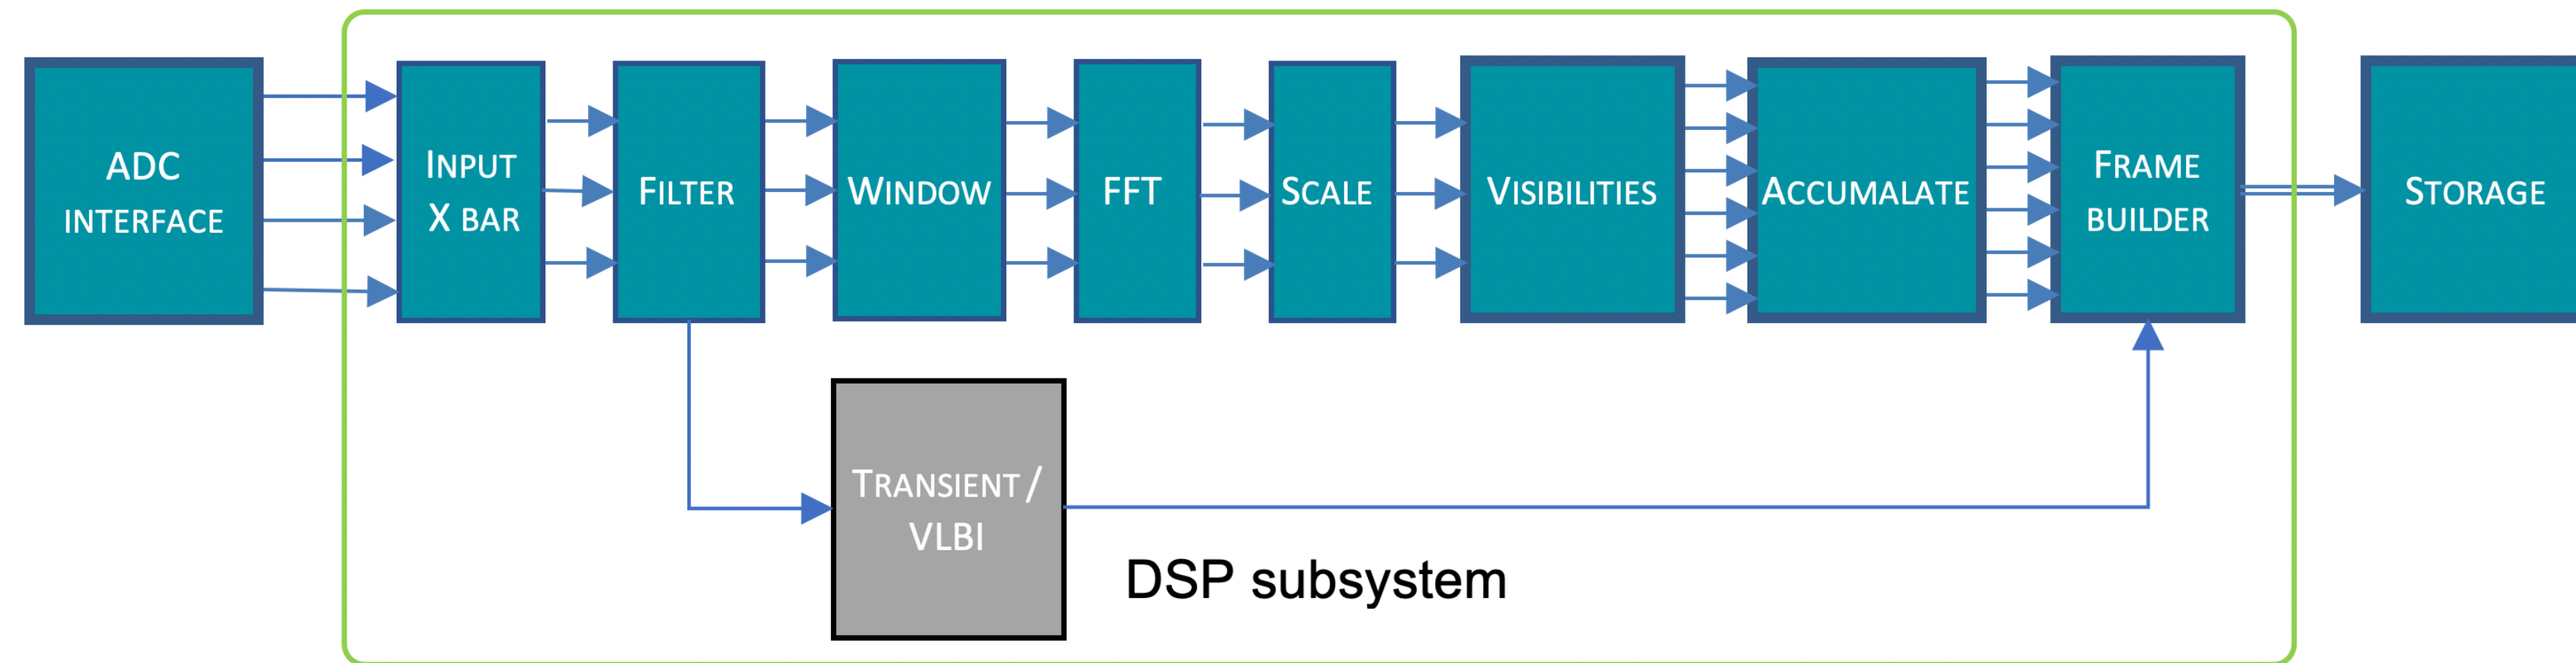 ADC
INTERFACE
INPUT
X BAR
FILTER
WINDOW
FFT
SCALE
VISIBILITIES
ACCUMALATE
FRAME
BUILDER
STORAGE
TRANSIENT /
VLBI
DSP subsystem